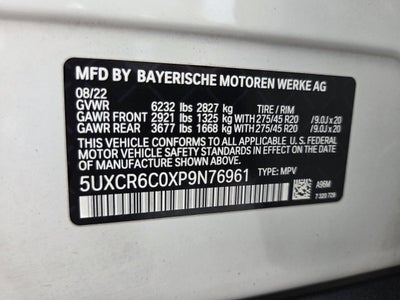 MFD BY BAYERISCHE MOTOREN WERKE AG
08/22
GVWR 6232 lbs 2827 kg TIRE / RIM
GAWR FRONT 2921 lbs 1325 kg WITH 275/45 R20 /9.0J x 20
GAWR REAR 3677 lbs 1668 kg WITH 275/45 R20 /9.0J x 20
THIS VEHICLE CONFORMS TO ALL APPLICABLE U.S. FEDERAL
MOTOR VEHICLE SAFETY STANDARDS IN EFFECT ON THE DATE
OF MANUFACTURE SHOWN ABOVE.
5UXCR6C0XP9N76961 TYPE: MPV
A96M
7 320 729